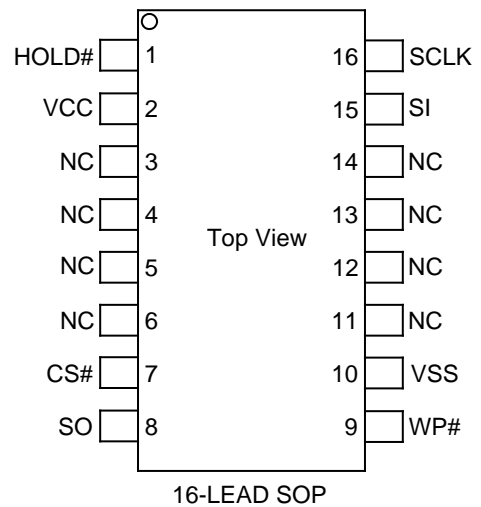 HOLD# 1 16 SCLK
VCC 2 15 SI
NC 3 14 NC
NC 4 13 NC
Top View
NC 5 12 NC
NC 6 11 NC
CS# 7 10 VSS
SO 8 9 WP#
16-LEAD SOP